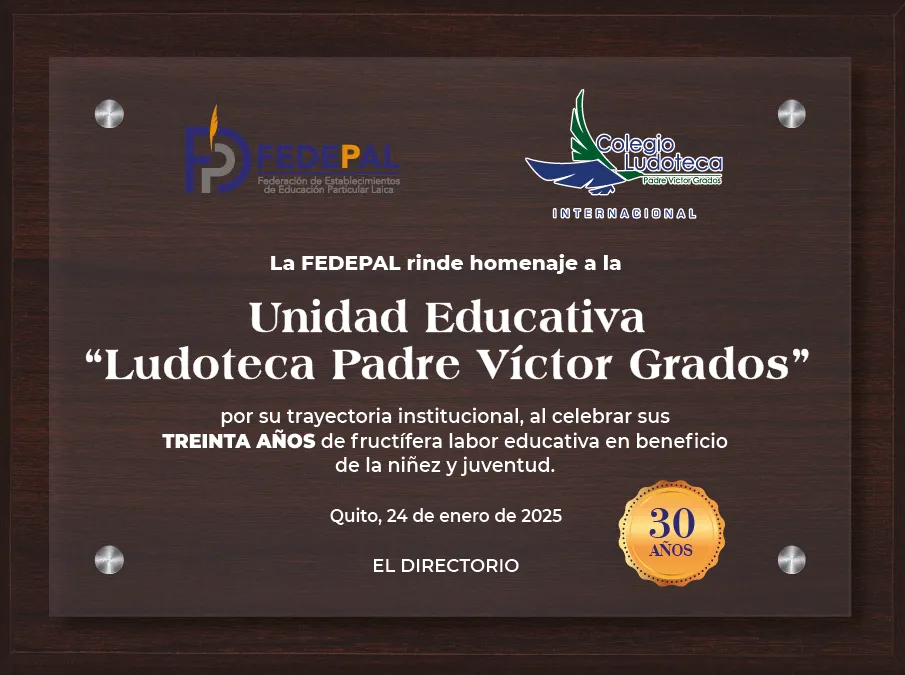 FEDEPAL
Federación de Establecimientos
de Educación Particular Laica
Colegio
Ludoteca
Padre Víctor Grados
INTERNACIONAL
La FEDEPAL rinde homenaje a la
Unidad Educativa
“Ludoteca Padre Víctor Grados”
por su trayectoria institucional, al celebrar sus
TREINTA AÑOS de fructífera labor educativa en beneficio
de la niñez y juventud.
Quito, 24 de enero de 2025
30
AÑOS
EL DIRECTORIO